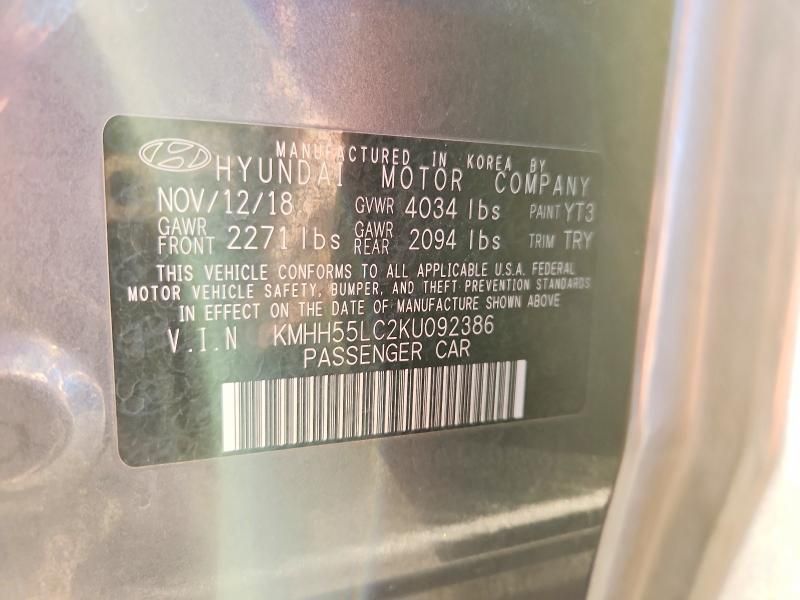 MANUFACTURED IN KOREA BY
HYUNDAI MOTOR COMPANY
NOV/12/18 GVWR 4034 lbs PAINT YT3
GAWR FRONT 2271 lbs GAWR REAR 2094 lbs TRIM TRY
THIS VEHICLE CONFORMS TO ALL APPLICABLE U.S.A. FEDERAL
MOTOR VEHICLE SAFETY, BUMPER, AND THEFT PREVENTION STANDARDS
IN EFFECT ON THE DATE OF MANUFACTURE SHOWN ABOVE
V.I.N KMHH55LC2KU092386
PASSENGER CAR